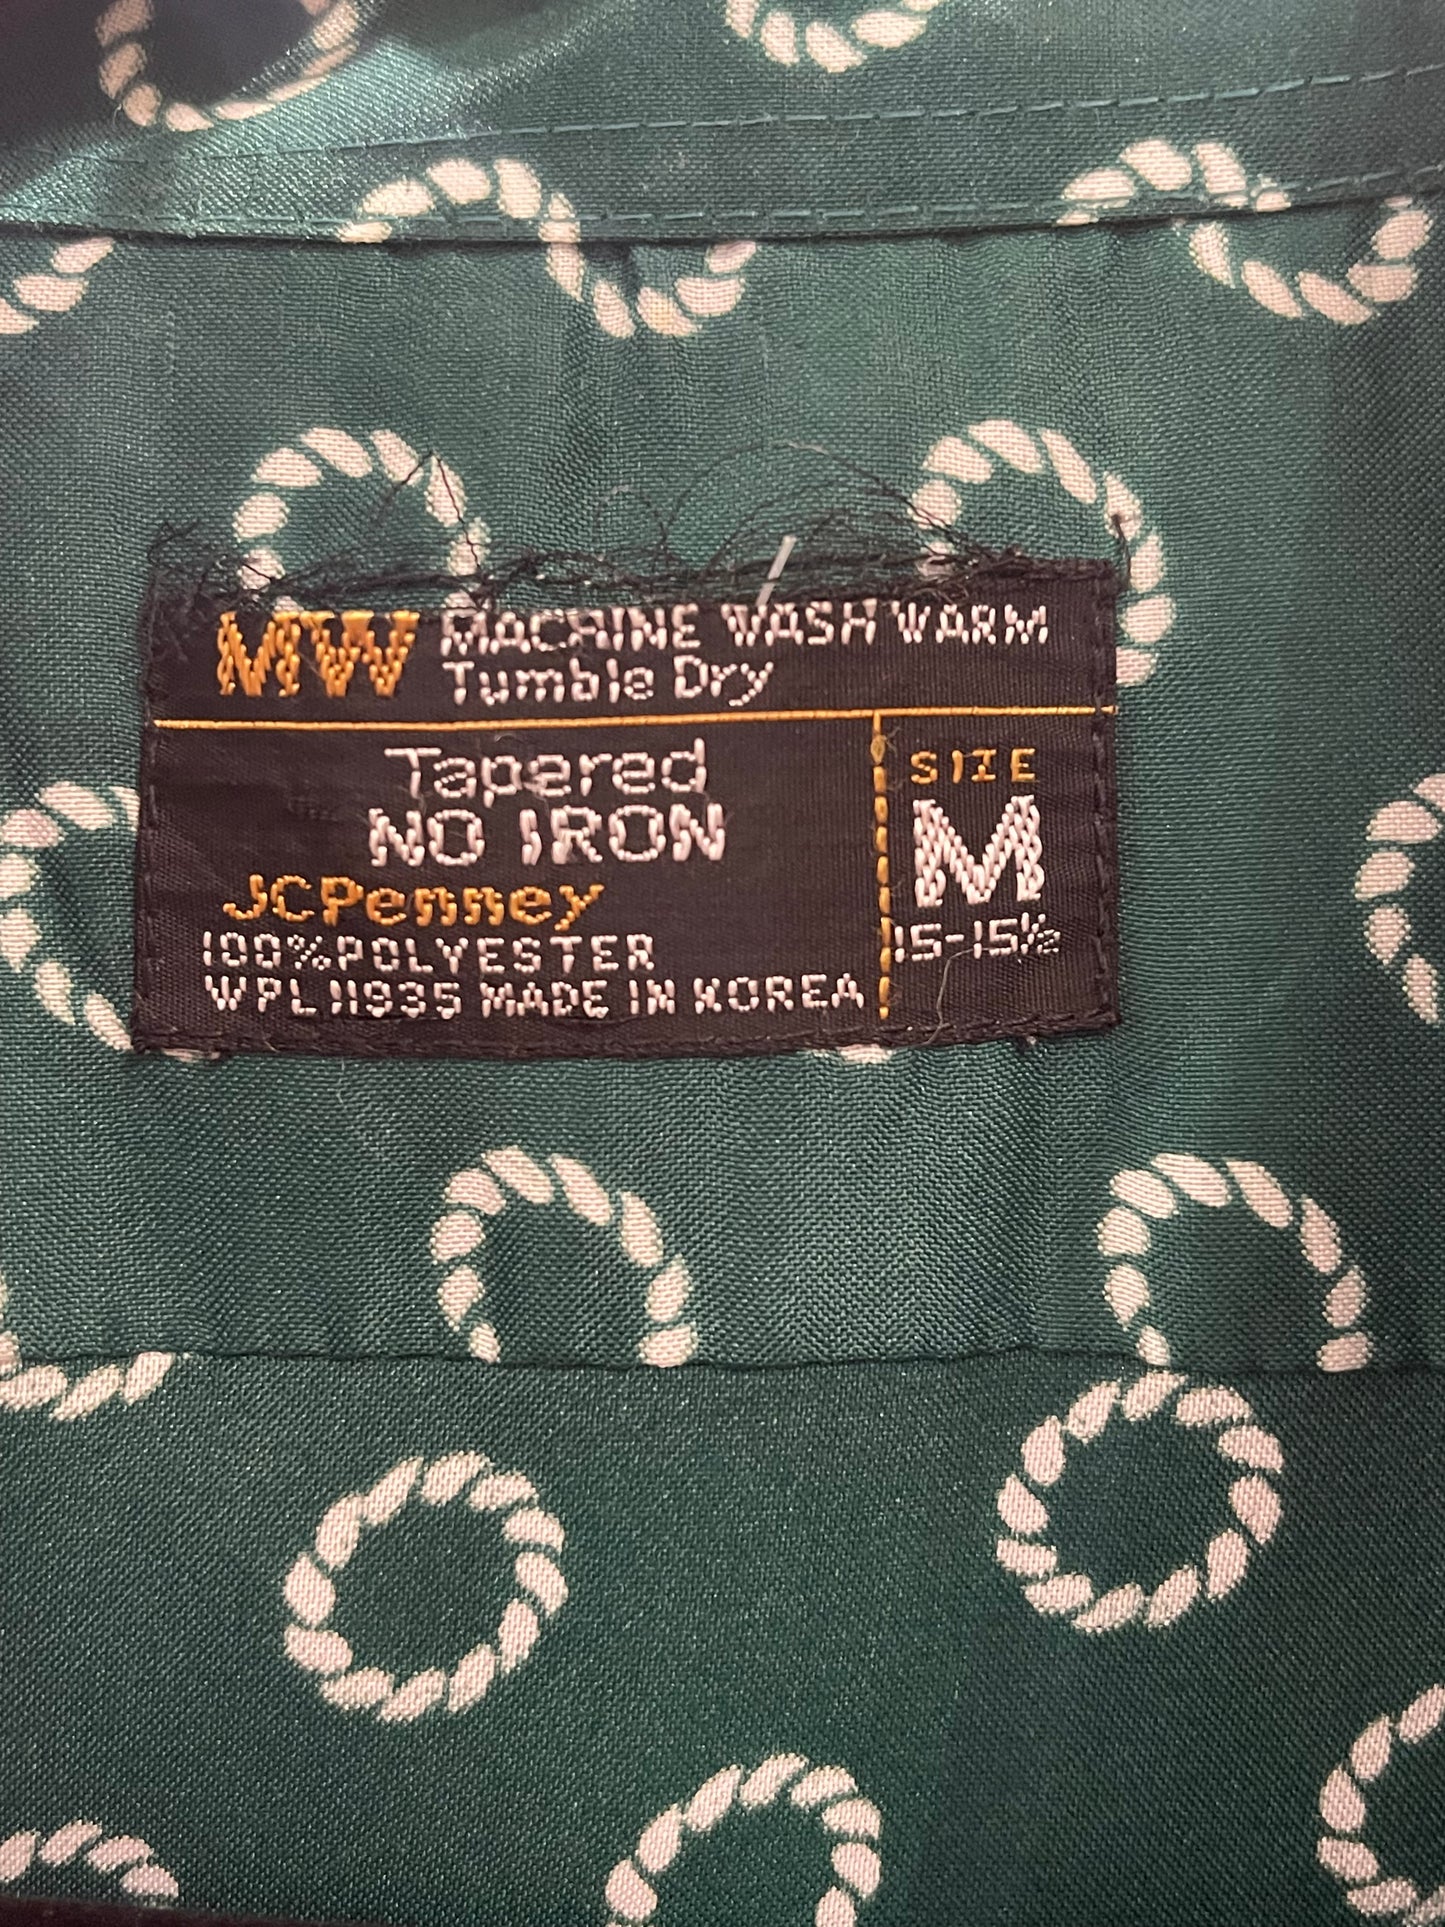 MW MACHINE WASH WARM
Tumble Dry
Tapered
NO IRON
JCPenney
100% POLYESTER
WPL 11935 MADE IN KOREA
SIZE
M
15-15½